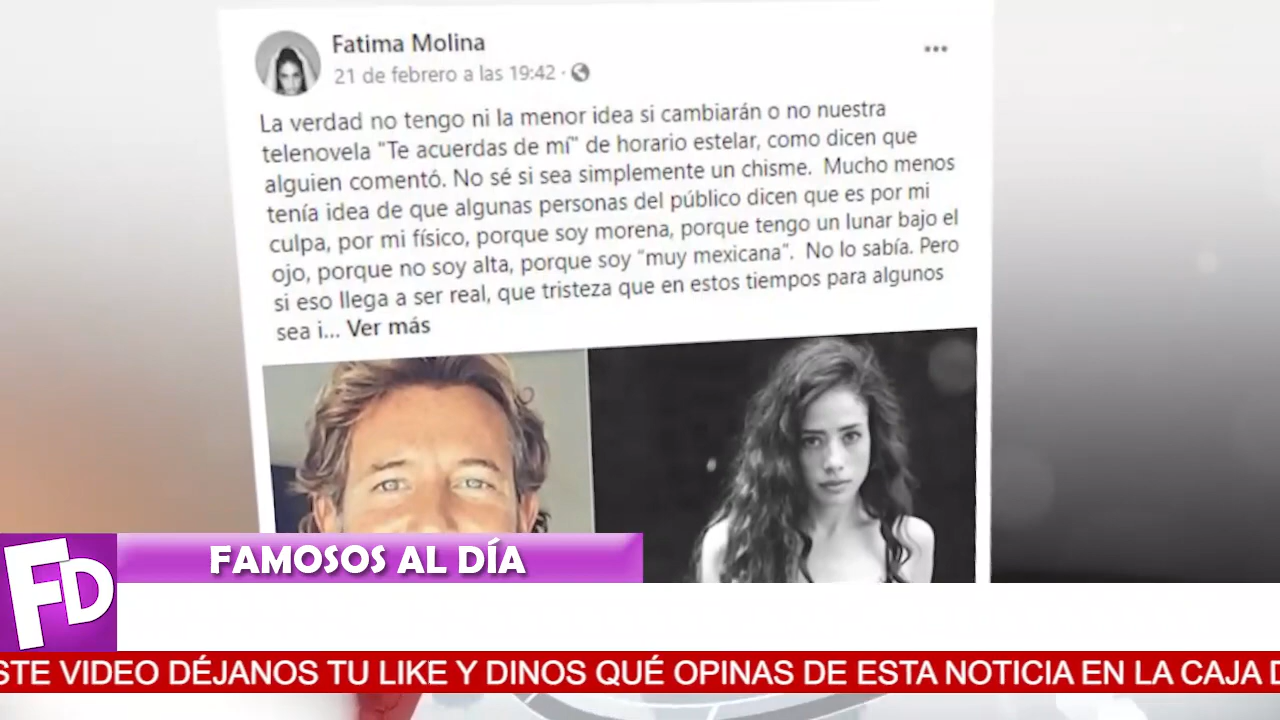 Fatima Molina
21 de febrero a las 19:42 ·
La verdad no tengo ni la menor idea si cambiarán o no nuestra
telenovela "Te acuerdas de mí" de horario estelar, como dicen que
alguien comentó. No sé si sea simplemente un chisme. Mucho menos
tenía idea de que algunas personas del público dicen que es por mi
culpa, por mi físico, porque soy morena, porque tengo un lunar bajo el
ojo, porque no soy alta, porque soy “muy mexicana”. No lo sabía. Pero
si eso llega a ser real, que tristeza que en estos tiempos para algunos
sea i... Ver más
FD
FAMOSOS AL DÍA
STE VIDEO DÉJANOS TU LIKE Y DINOS QUÉ OPINAS DE ESTA NOTICIA EN LA CAJA D